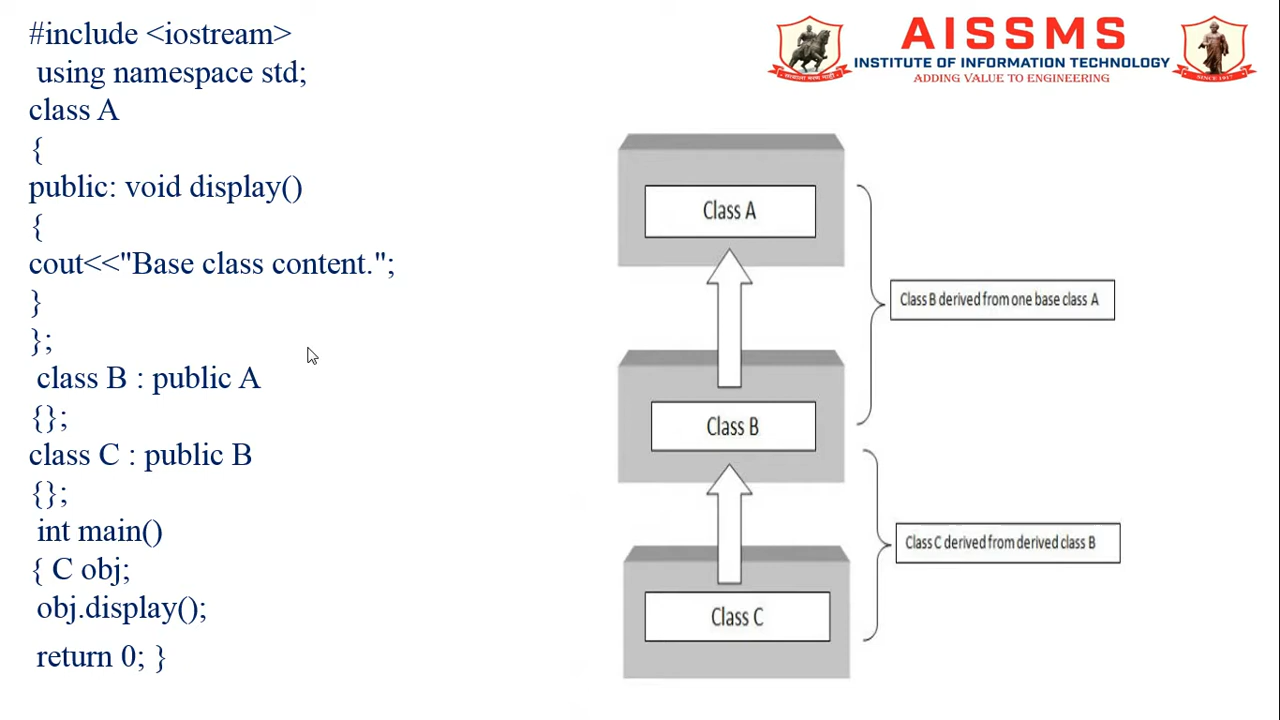 #include <iostream>
using namespace std;
class A
{
public: void display()
{
cout<<"Base class content.";
}
};
class B : public A
{};
class C : public B
{};
int main()
{ C obj;
obj.display();
return 0; }
AISSMS
INSTITUTE OF INFORMATION TECHNOLOGY
ADDING VALUE TO ENGINEERING
SINCE 1917
Class A
Class B derived from one base class A
Class B
Class C derived from derived class B
Class C